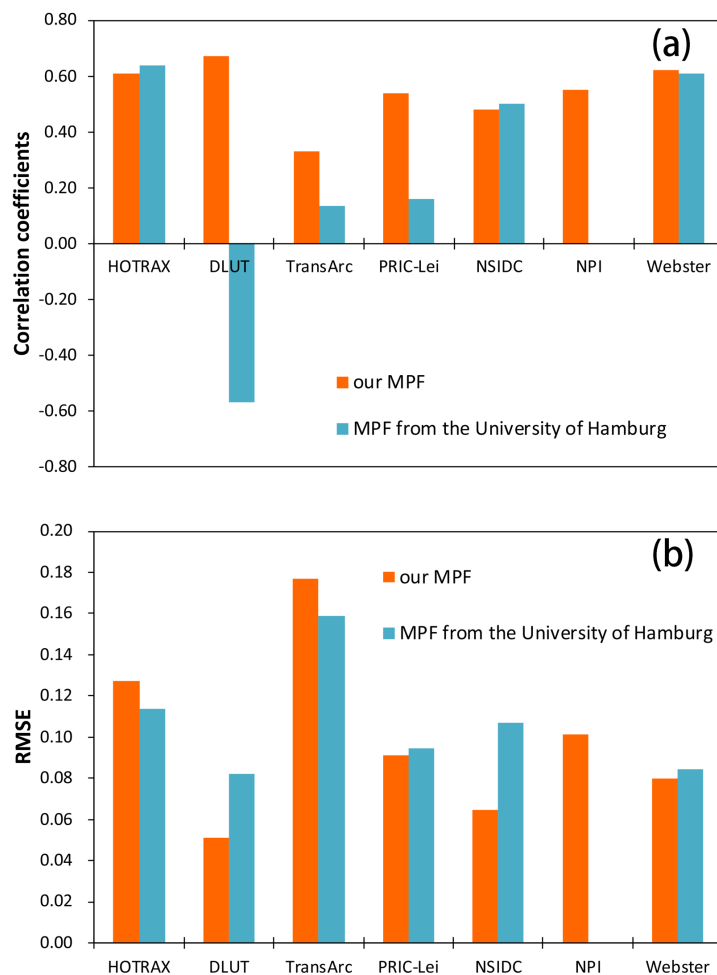 (a)
0.80
0.60
0.40
0.20
0.00
-0.20
-0.40
-0.60
-0.80
Correlation coefficients
HOTRAX DLUT TransArc PRIC-Lei NSIDC NPI Webster
our MPF
MPF from the University of Hamburg
(b)
0.20
0.18
0.16
0.14
0.12
0.10
0.08
0.06
0.04
0.02
0.00
RMSE
our MPF
MPF from the University of Hamburg
HOTRAX DLUT TransArc PRIC-Lei NSIDC NPI Webster